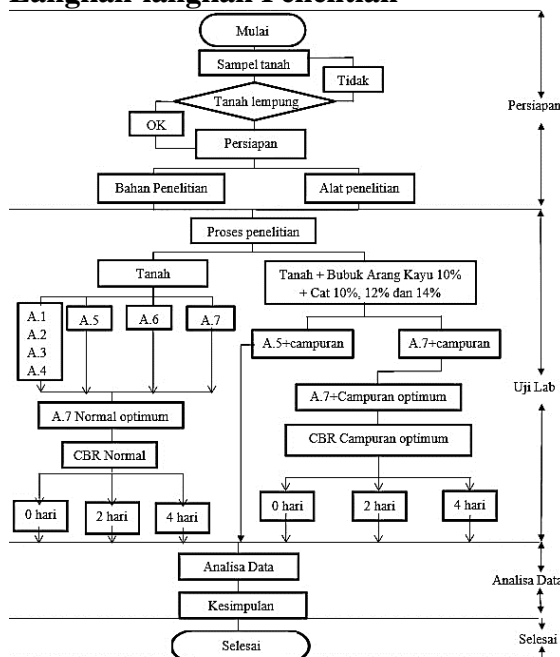 Langkah-langkah Penelitian
Mulai
Sampel tanah
Tidak
Tanah lempung
OK
Persiapan
Bahan Penelitian
Alat penelitian
Persiapan
Proses penelitian
Tanah
Tanah + Bubuk Arang Kayu 10%
+ Cat 10%, 12% dan 14%
A.1
A.2
A.3
A.4
A.5
A.6
A.7
A.5+campuran
A.7+campuran
A.7 Normal optimum
A.7+Campuran optimum
CBR Normal
CBR Campuran optimum
0 hari
2 hari
4 hari
0 hari
2 hari
4 hari
Uji Lab
Analisa Data
Kesimpulan
Analisa Data
Selesai
Selesai